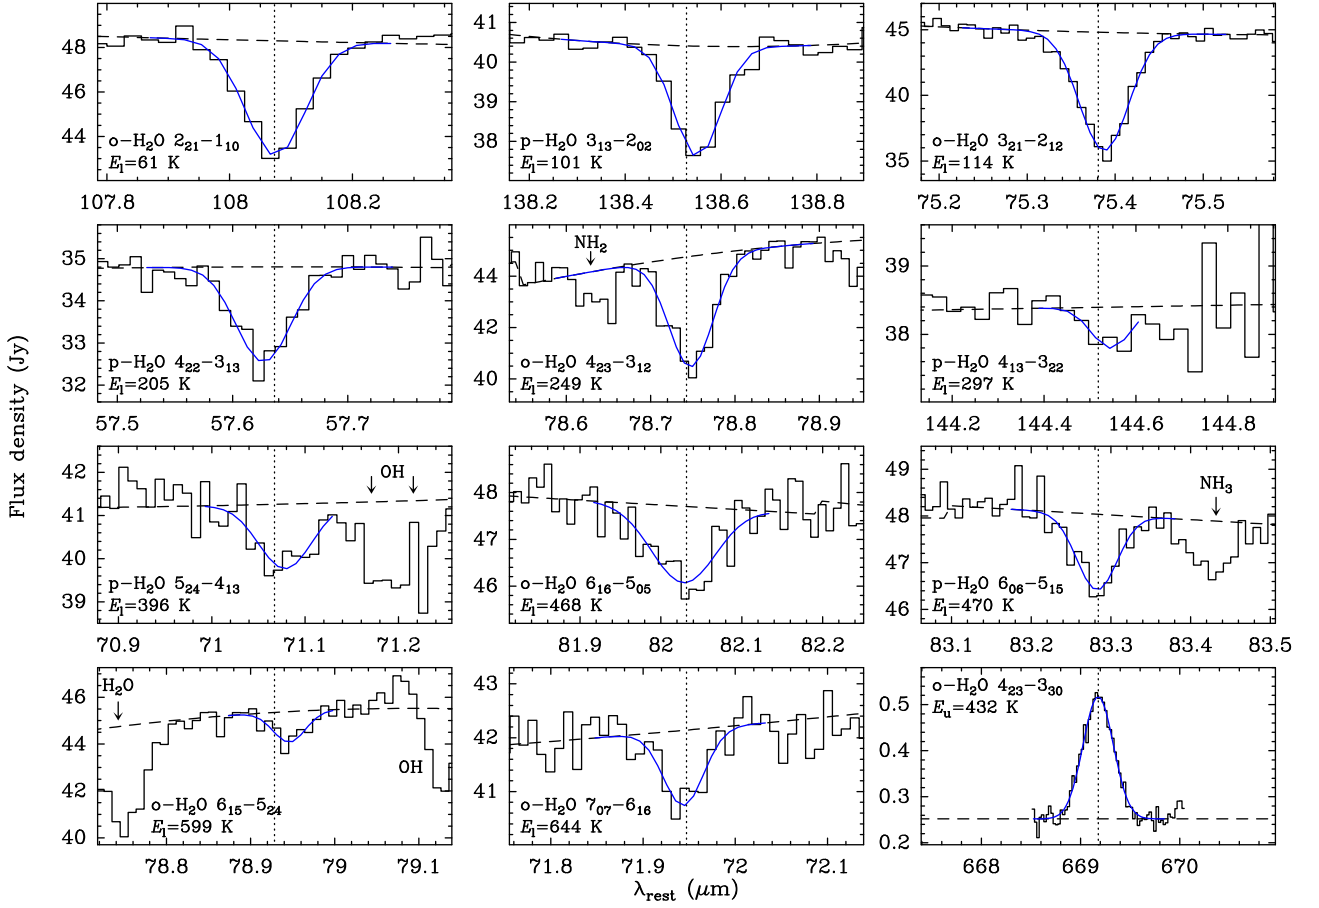 48
46
44
o-H₂O 2₂₁-1₁₀
Eₗ=61 K
107.8 108 108.2
41
40
39
38
p-H₂O 3₁₃-2₀₂
Eₗ=101 K
138.2 138.4 138.6 138.8
45
40
35
o-H₂O 3₂₁-2₁₂
Eₗ=114 K
75.2 75.3 75.4 75.5
35
34
33
32
p-H₂O 4₂₂-3₁₃
Eₗ=205 K
57.5 57.6 57.7
44
42
40
NH₂
o-H₂O 4₂₃-3₁₂
Eₗ=249 K
78.6 78.7 78.8 78.9
39
38
p-H₂O 4₁₃-3₂₂
Eₗ=297 K
144.2 144.4 144.6 144.8
Flux density (Jy)
42
41
40
39
OH
p-H₂O 5₂₄-4₁₃
Eₗ=396 K
70.9 71 71.1 71.2
48
47
46
o-H₂O 6₁₆-5₀₅
Eₗ=468 K
81.9 82 82.1 82.2
49
48
47
46
NH₃
p-H₂O 6₀₆-5₁₅
Eₗ=470 K
83.1 83.2 83.3 83.4 83.5
46
44
42
40
H₂O
OH
o-H₂O 6₁₅-5₂₄
Eₗ=599 K
78.8 78.9 79 79.1
43
42
41
o-H₂O 7₀₇-6₁₆
Eₗ=644 K
71.8 71.9 72 72.1
0.5
0.4
0.3
0.2
o-H₂O 4₂₃-3₃₀
Eᵤ=432 K
668 669 670
λrest (μm)